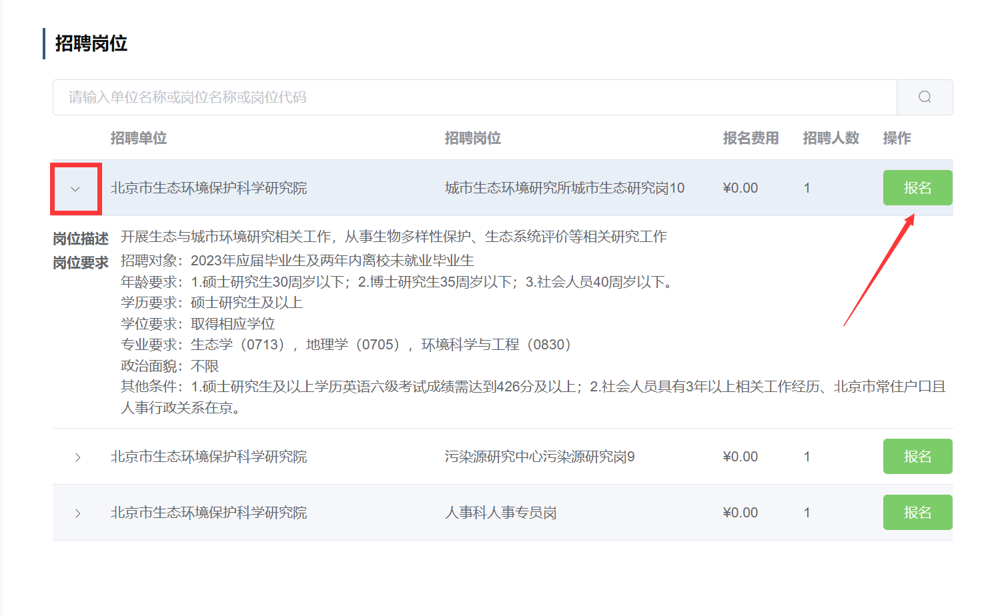 招聘岗位
请输入单位名称或岗位名称或岗位代码
招聘单位 招聘岗位 报名费用 招聘人数 操作
北京市生态环境保护科学研究院 城市生态环境研究所城市生态研究岗10 ¥0.00 1 报名
岗位描述 开展生态与城市环境研究相关工作，从事生物多样性保护、生态系统评价等相关研究工作
岗位要求 招聘对象：2023年应届毕业生及两年内离校未就业毕业生
年龄要求：1.硕士研究生30周岁以下；2.博士研究生35周岁以下；3.社会人员40周岁以下。
学历要求：硕士研究生及以上
学位要求：取得相应学位
专业要求：生态学（0713），地理学（0705），环境科学与工程（0830）
政治面貌：不限
其他条件：1.硕士研究生及以上学历英语六级考试成绩需达到426分及以上；2.社会人员具有3年以上相关工作经历、北京市常住户口且
人事行政关系在京。
北京市生态环境保护科学研究院 污染源研究中心污染源研究岗9 ¥0.00 1 报名
北京市生态环境保护科学研究院 人事科人事专员岗 ¥0.00 1 报名